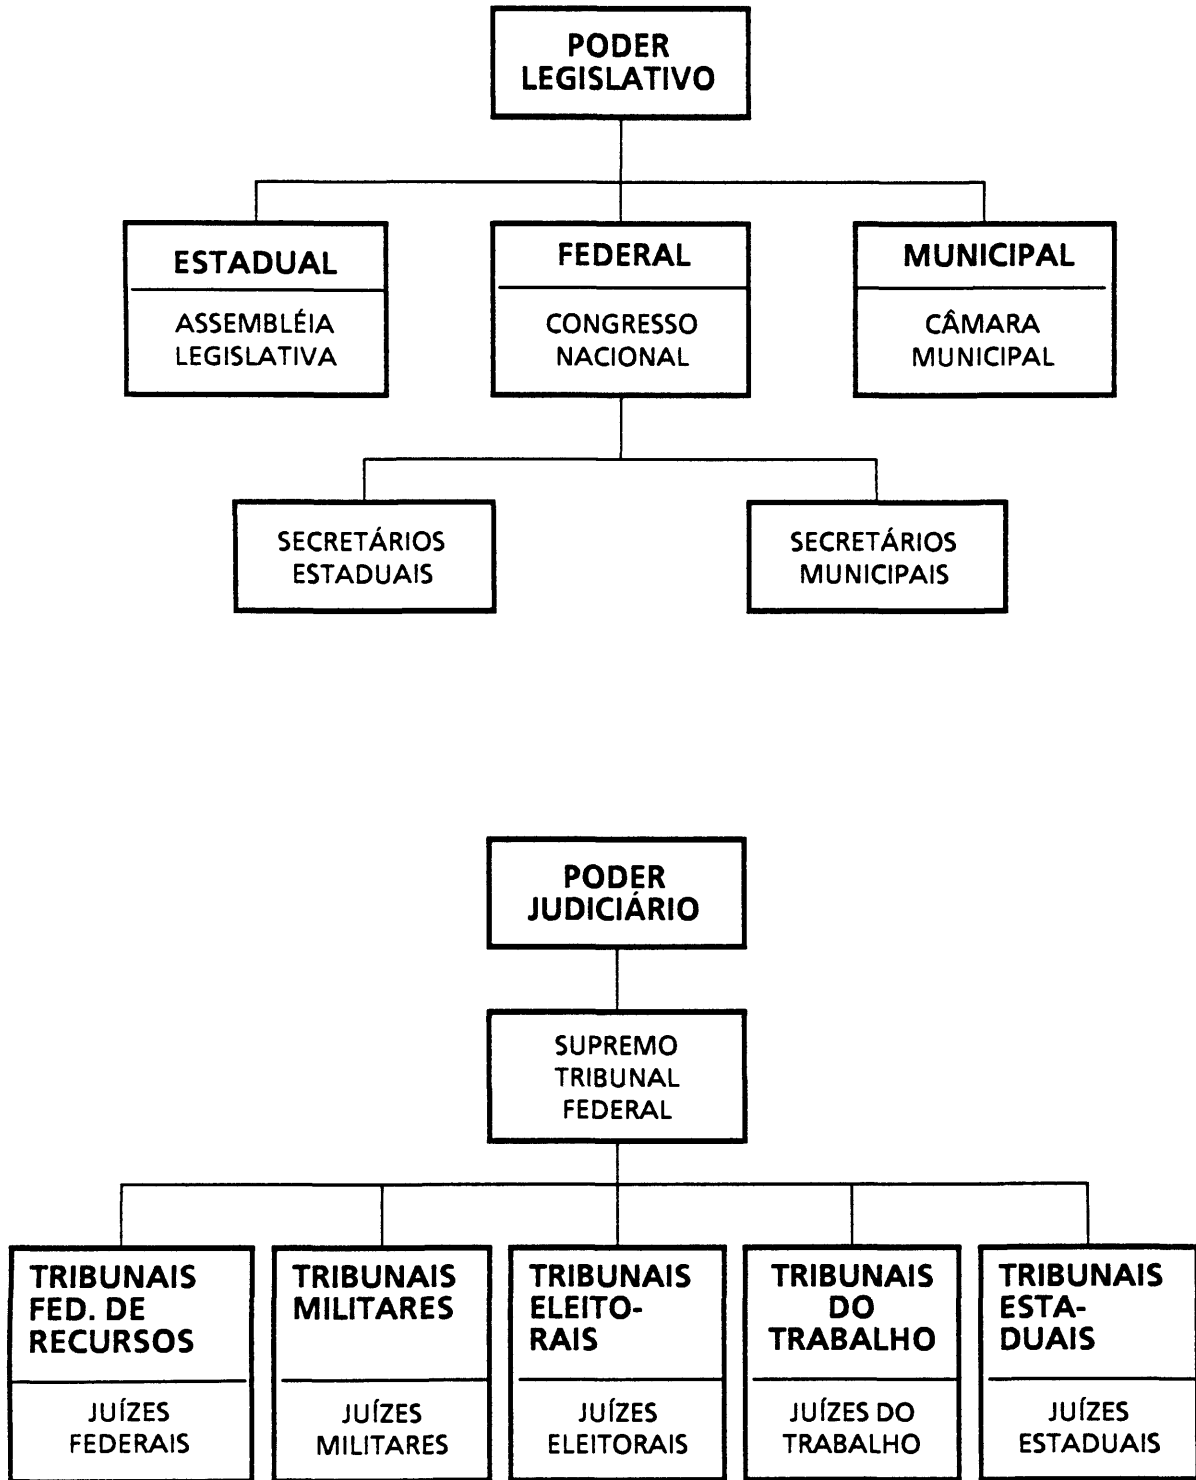 PODER
LEGISLATIVO
ESTADUAL
ASSEMBLÉIA
LEGISLATIVA
FEDERAL
CONGRESSO
NACIONAL
MUNICIPAL
CÂMARA
MUNICIPAL
SECRETÁRIOS
ESTADUAIS
SECRETÁRIOS
MUNICIPAIS
PODER
JUDICIÁRIO
SUPREMO
TRIBUNAL
FEDERAL
TRIBUNAIS
FED. DE
RECURSOS
JUÍZES
FEDERAIS
TRIBUNAIS
MILITARES
JUÍZES
MILITARES
TRIBUNAIS
ELEITO-
RAIS
JUÍZES
ELEITORAIS
TRIBUNAIS
DO
TRABALHO
JUÍZES DO
TRABALHO
TRIBUNAIS
ESTA-
DUAIS
JUÍZES
ESTADUAIS